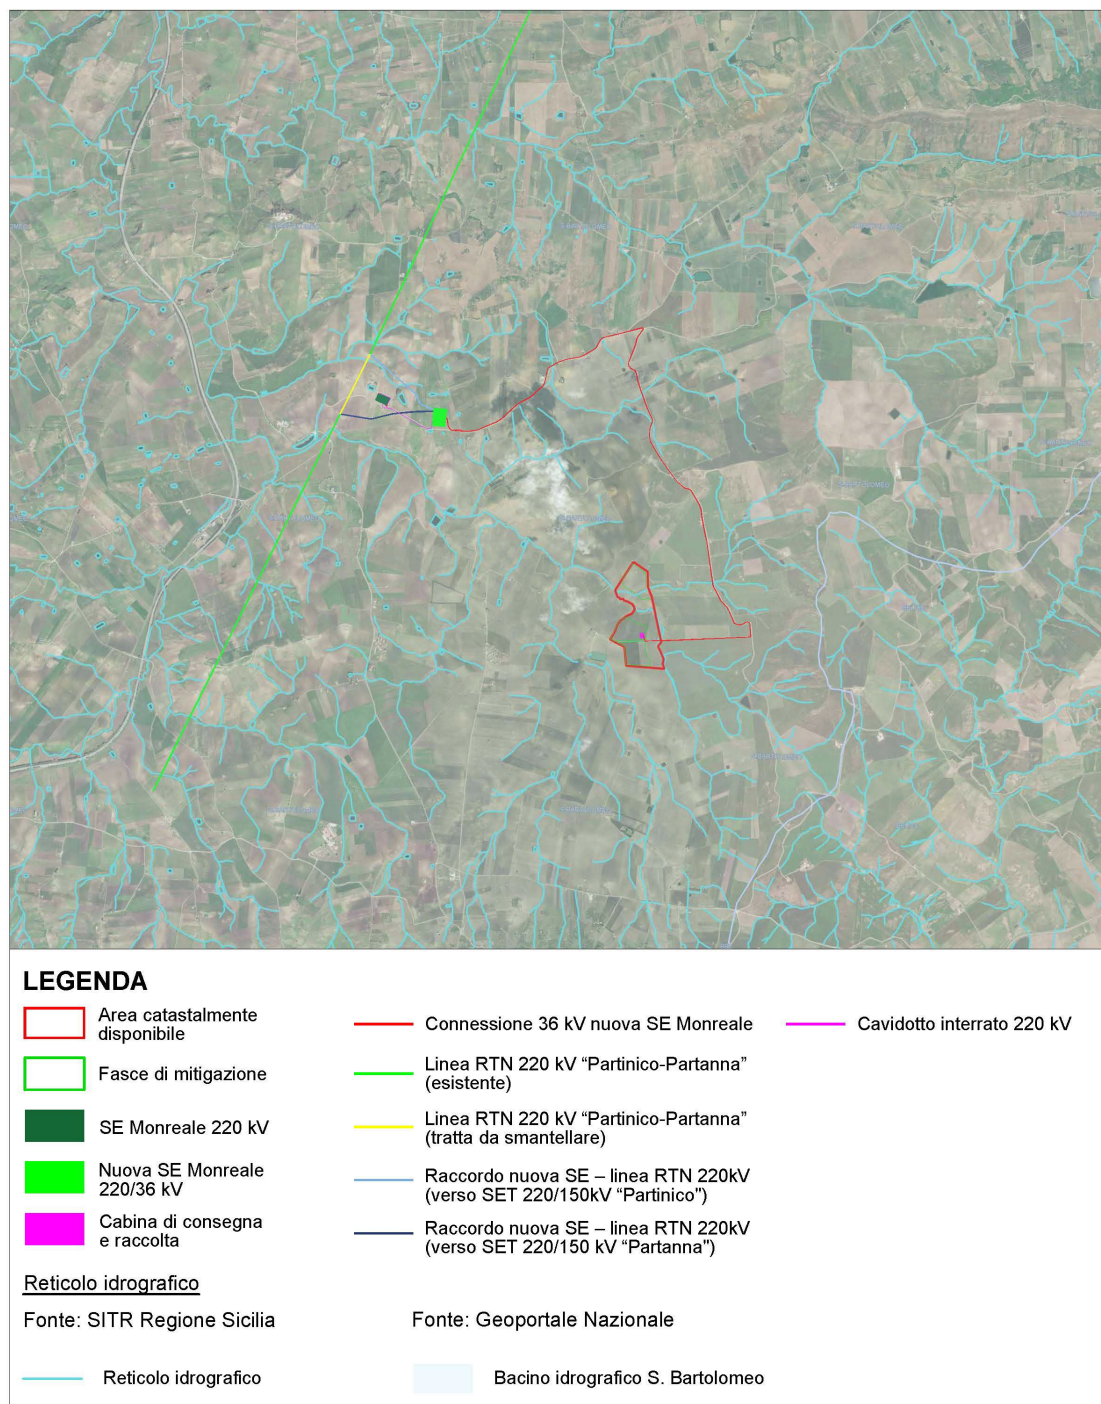 LEGENDA
Area catastalmente
disponibile
Fasce di mitigazione
SE Monreale 220 kV
Nuova SE Monreale
220/36 kV
Cabina di consegna
e raccolta
Connessione 36 kV nuova SE Monreale
Linea RTN 220 kV “Partinico-Partanna”
(esistente)
Linea RTN 220 kV “Partinico-Partanna”
(tratta da smantellare)
Raccordo nuova SE – linea RTN 220kV
(verso SET 220/150kV “Partinico")
Raccordo nuova SE – linea RTN 220kV
(verso SET 220/150 kV “Partanna")
Cavidotto interrato 220 kV
Reticolo idrografico
Fonte: SITR Regione Sicilia
Fonte: Geoportale Nazionale
Reticolo idrografico
Bacino idrografico S. Bartolomeo